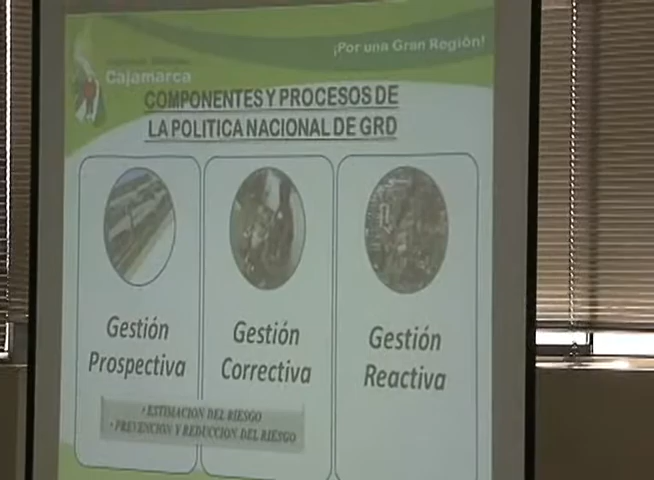 ¡Por una Gran Región!
Cajamarca
COMPONENTES Y PROCESOS DE
LA POLITICA NACIONAL DE GRD
Gestión
Prospectiva
Gestión
Correctiva
Gestión
Reactiva
• ESTIMACION DEL RIESGO
• PREVENCION Y REDUCCION DEL RIESGO